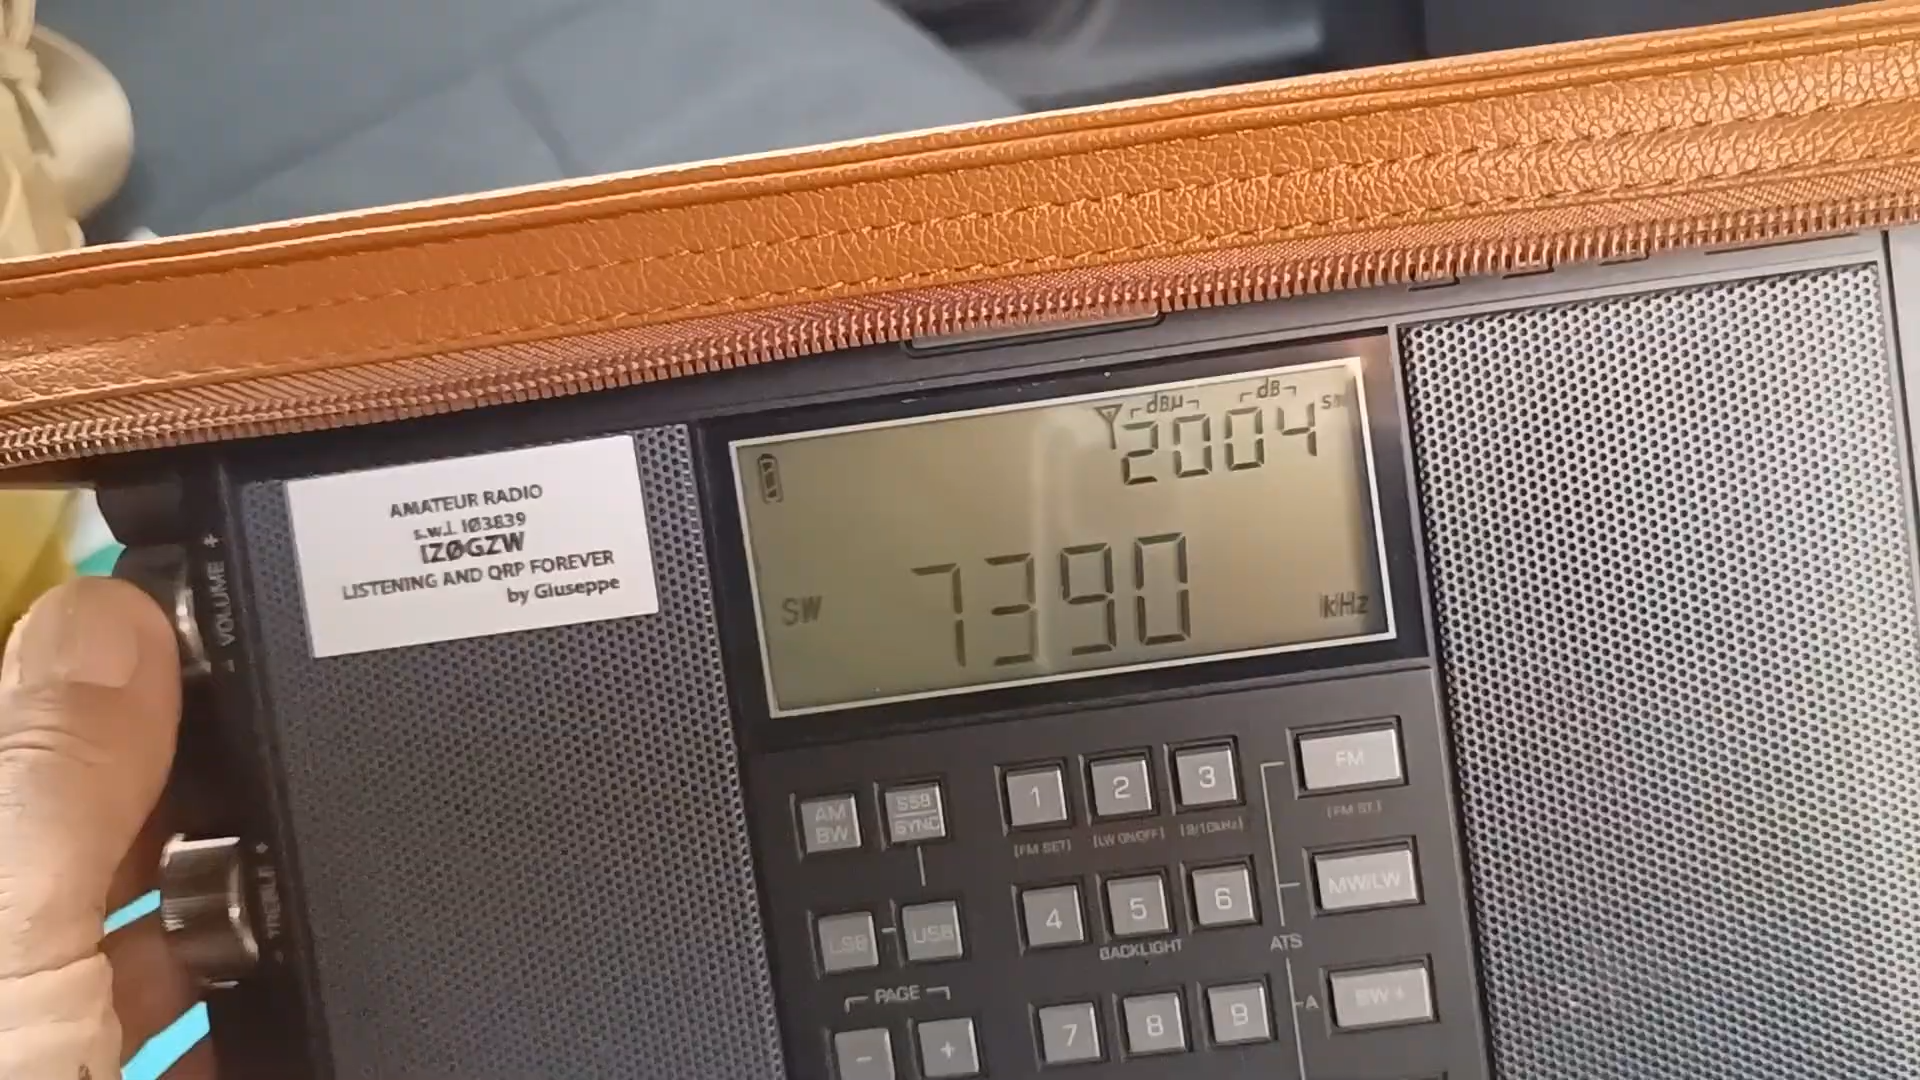 AMATEUR RADIO
s.w.l. IØ3839
IZØGZW
LISTENING AND QRP FOREVER
by Giuseppe
dBµ dB
2004
SW 7390 kHz
- VOLUME +
TREBLE
AM
BW
SSB
SYNC
1 2 3
FM
[FM SET] [LW ON/OFF] [9/10kHz]
[FM ST.]
LSB USB
4 5 6
MW/LW
BACKLIGHT
ATS
PAGE
- +
7 8 9
A
SW +